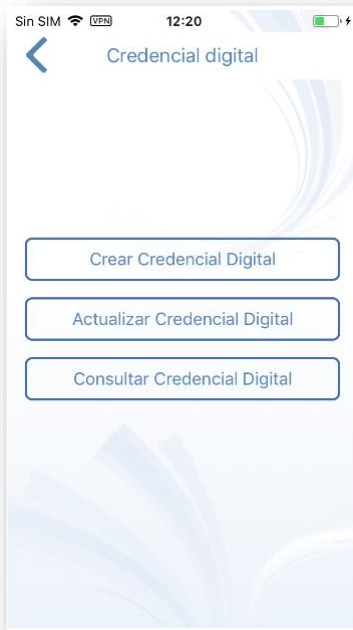 Sin SIM VPN 12:20
Credencial digital
Crear Credencial Digital
Actualizar Credencial Digital
Consultar Credencial Digital